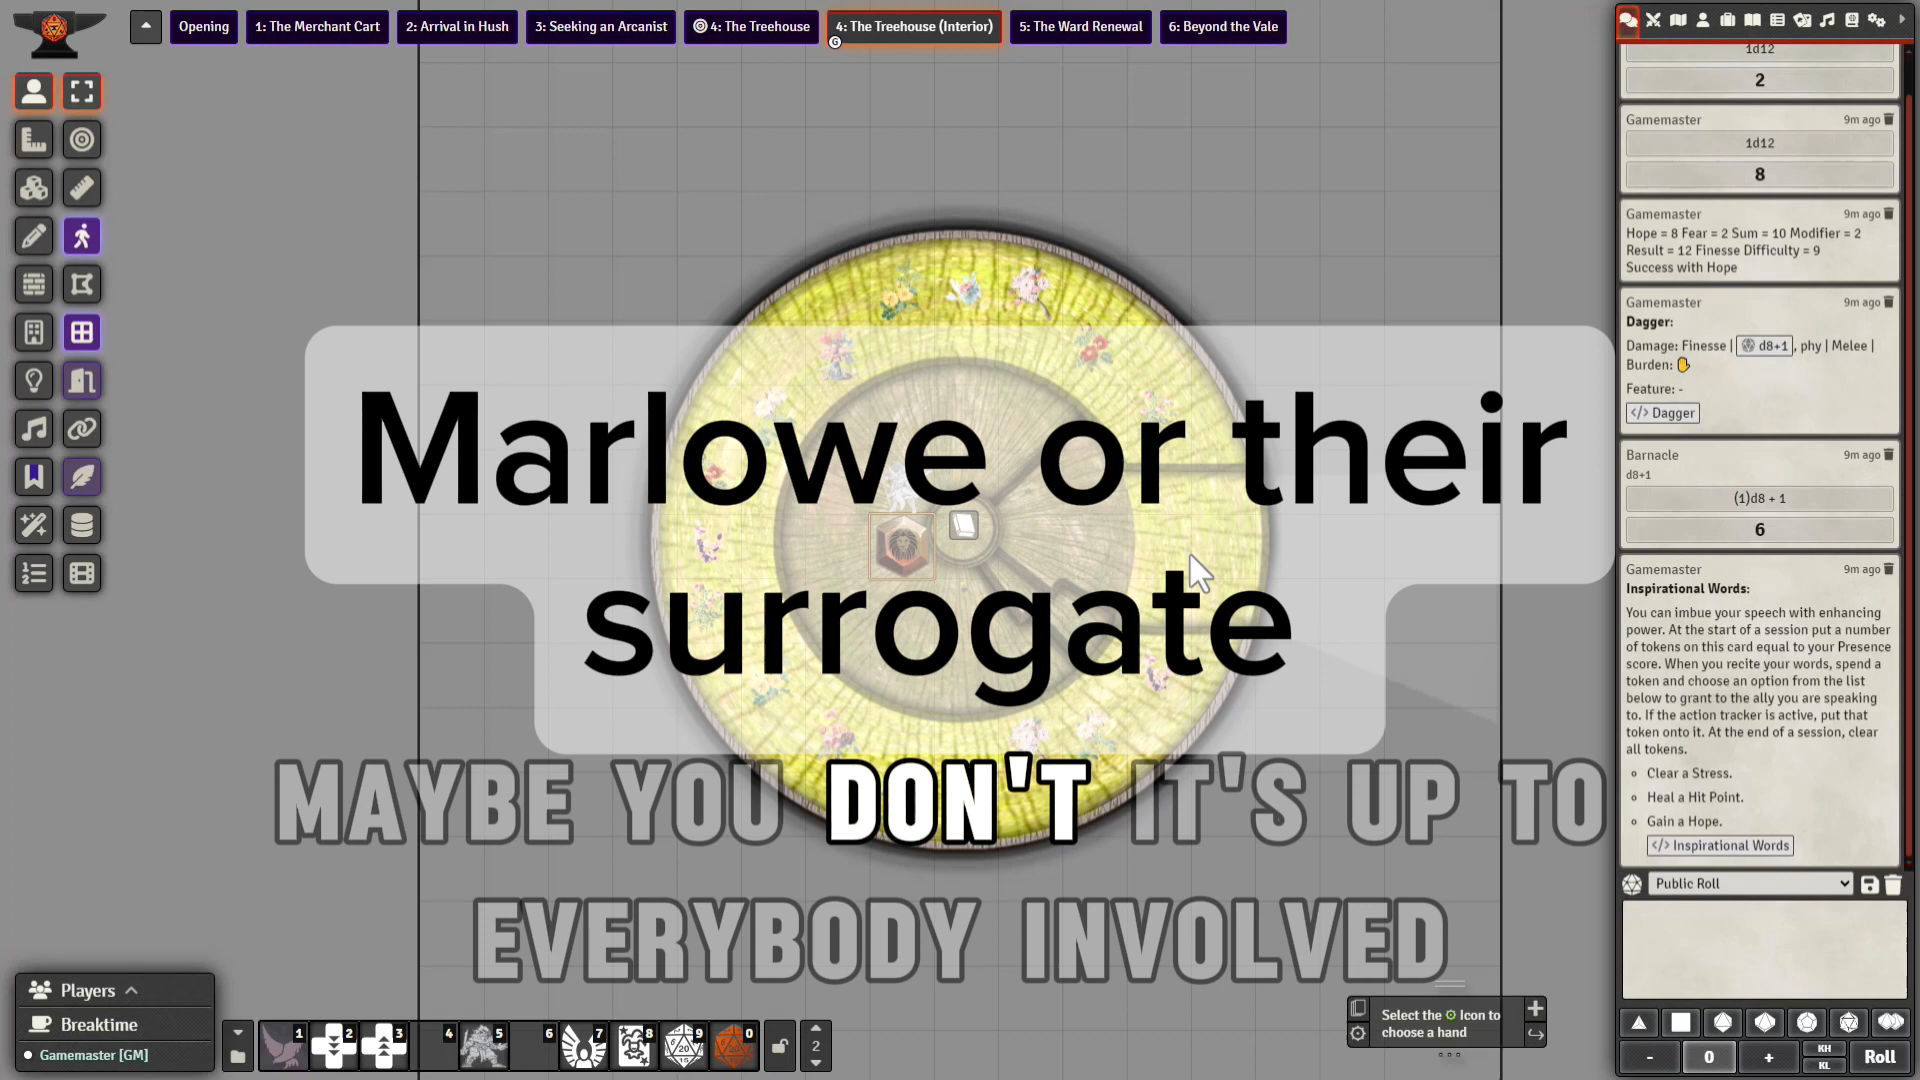 Opening
1: The Merchant Cart
2: Arrival in Hush
3: Seeking an Arcanist
4: The Treehouse
4: The Treehouse (Interior)
G
5: The Ward Renewal
6: Beyond the Vale
Marlowe or their
surrogate
MAYBE YOU DON'T IT'S UP TO
EVERYBODY INVOLVED
1d12
2
Gamemaster 9m ago
1d12
8
Gamemaster 9m ago
Hope = 8 Fear = 2 Sum = 10 Modifier = 2
Result = 12 Finesse Difficulty = 9
Success with Hope
Gamemaster 9m ago
Dagger:
Damage: Finesse | d8+1, phy | Melee |
Burden:
Feature: -
</> Dagger
Barnacle 9m ago
d8+1
(1)d8 + 1
6
Gamemaster 9m ago
Inspirational Words:
You can imbue your speech with enhancing
power. At the start of a session put a number
of tokens on this card equal to your Presence
score. When you recite your words, spend a
token and choose an option from the list
below to grant to the ally you are speaking
to. If the action tracker is active, put that
token onto it. At the end of a session, clear
all tokens.
Clear a Stress.
Heal a Hit Point.
Gain a Hope.
</> Inspirational Words
Public Roll
- 0 + KH KL Roll
Players
Breaktime
Gamemaster [GM]
1 2 3 4 5 6 7 8 9 0
2
Select the Icon to
choose a hand